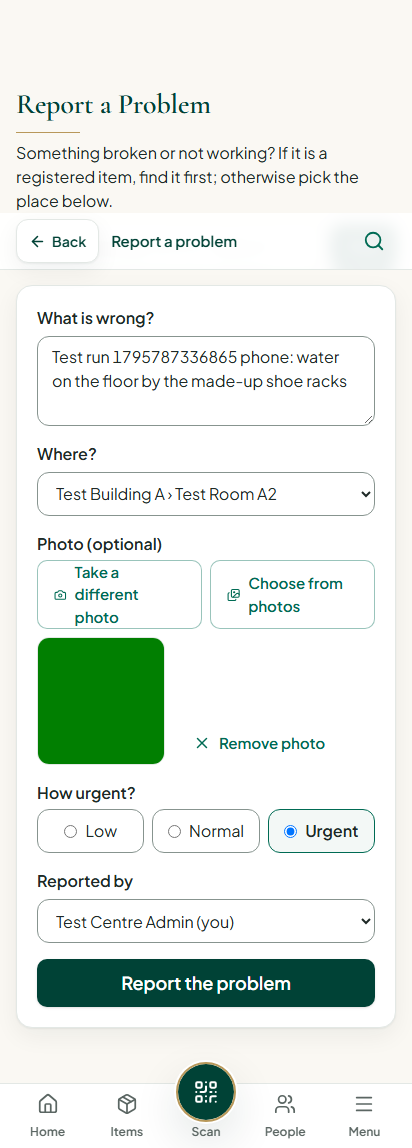 Report a Problem
Something broken or not working? If it is a
registered item, find it first; otherwise pick the
place below.
Back
Report a problem
What is wrong?
Test run 1795787336865 phone: water
on the floor by the made-up shoe racks
Where?
Test Building A › Test Room A2
Photo (optional)
Take a
different
photo
Choose from
photos
Remove photo
How urgent?
Low
Normal
Urgent
Reported by
Test Centre Admin (you)
Report the problem
Home
Items
Scan
People
Menu